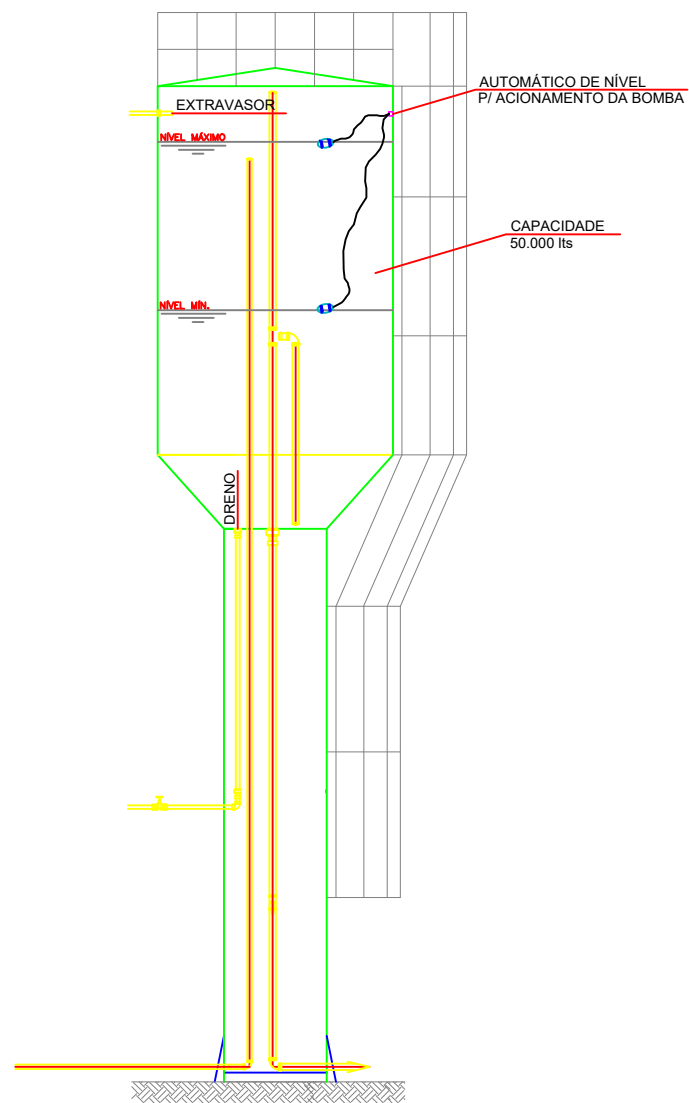 AUTOMÁTICO DE NÍVEL
P/ ACIONAMENTO DA BOMBA
EXTRAVASOR
NÍVEL MÁXIMO
CAPACIDADE
50.000 lts
NÍVEL MÍN.
DRENO